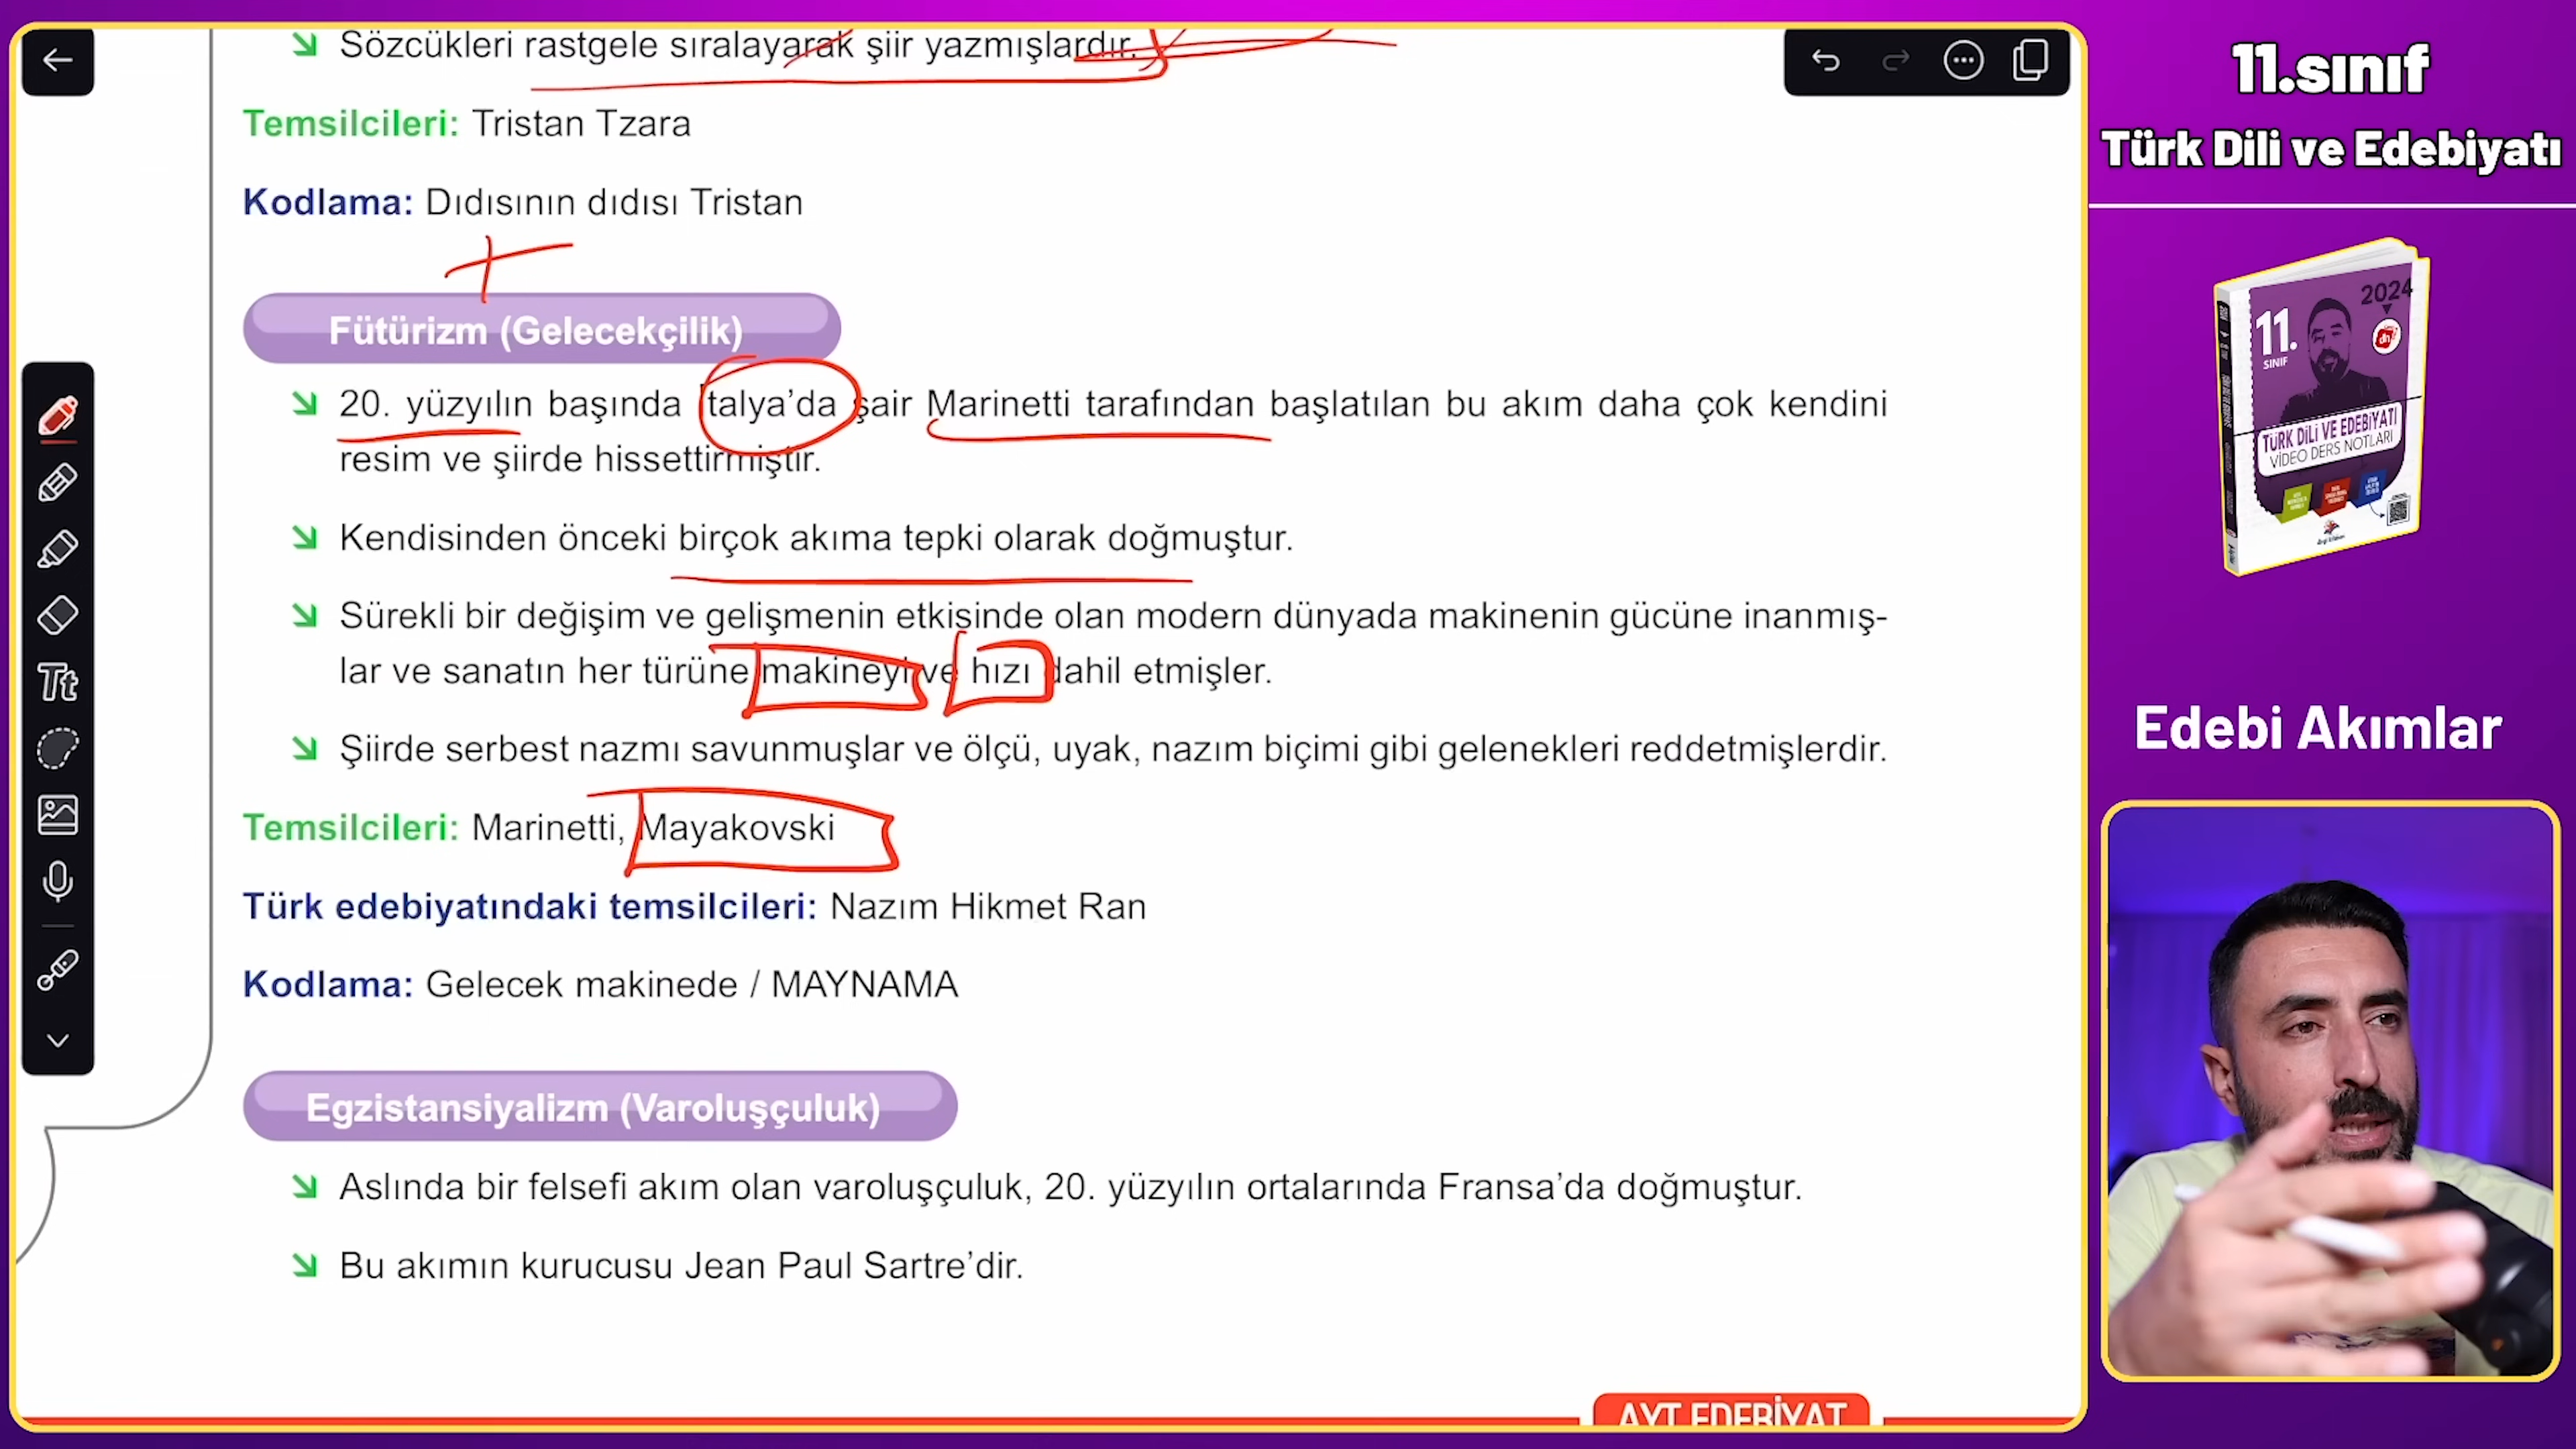 Sözcükleri rastgele sıralayarak şiir yazmışlardır.
Temsilcileri: Tristan Tzara
Kodlama: Dıdısının dıdısı Tristan
Fütürizm (Gelecekçilik)
20. yüzyılın başında İtalya’da şair Marinetti tarafından başlatılan bu akım daha çok kendini
resim ve şiirde hissettirmiştir.
Kendisinden önceki birçok akıma tepki olarak doğmuştur.
Sürekli bir değişim ve gelişmenin etkisinde olan modern dünyada makinenin gücüne inanmış-
lar ve sanatın her türüne makineyi ve hızı dahil etmişler.
Şiirde serbest nazmı savunmuşlar ve ölçü, uyak, nazım biçimi gibi gelenekleri reddetmişlerdir.
Temsilcileri: Marinetti, Mayakovski
Türk edebiyatındaki temsilcileri: Nazım Hikmet Ran
Kodlama: Gelecek makinede / MAYNAMA
Egzistansiyalizm (Varoluşçuluk)
Aslında bir felsefi akım olan varoluşçuluk, 20. yüzyılın ortalarında Fransa’da doğmuştur.
Bu akımın kurucusu Jean Paul Sartre’dir.
AYT EDEBİYAT
Tt
11.sınıf
Türk Dili ve Edebiyatı
2024
11.
SINIF
TÜRK DİLİ VE EDEBİYATI
VİDEO DERS NOTLARI
Edebi Akımlar